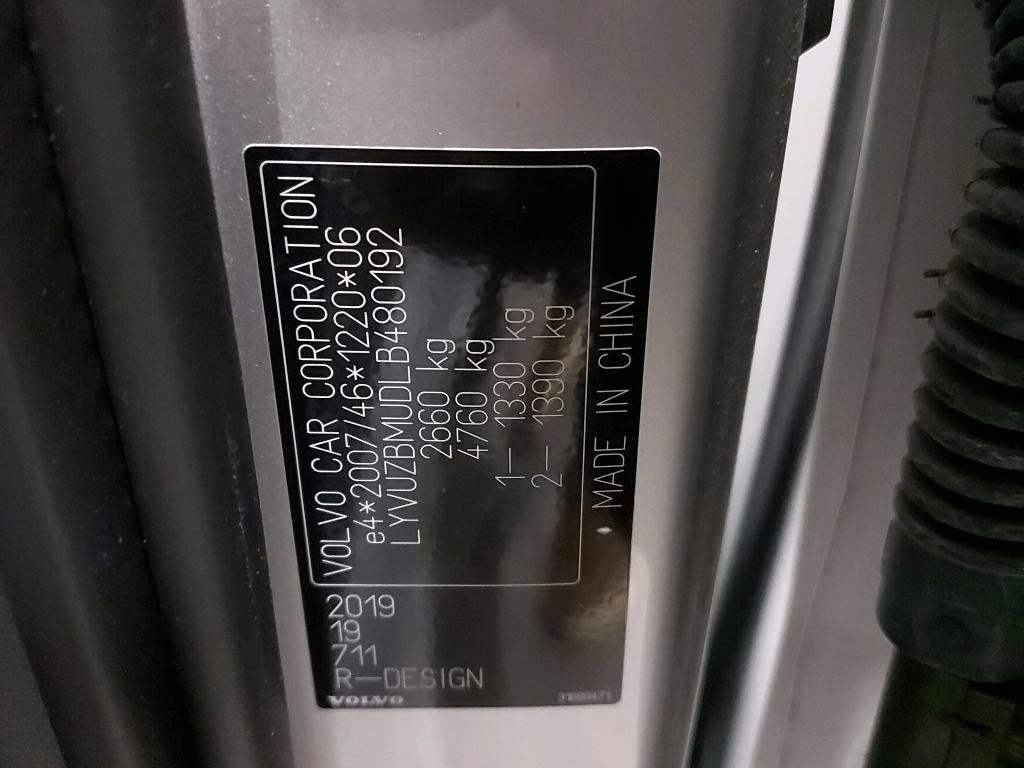 VOLVO CAR CORPORATION
e4*2007/46*1220*06
LYVUZBMUDLB480192
2660 kg
4760 kg
1— 1330 kg
2— 1390 kg
MADE IN CHINA
2019
19
711
R—DESIGN
VOLVO